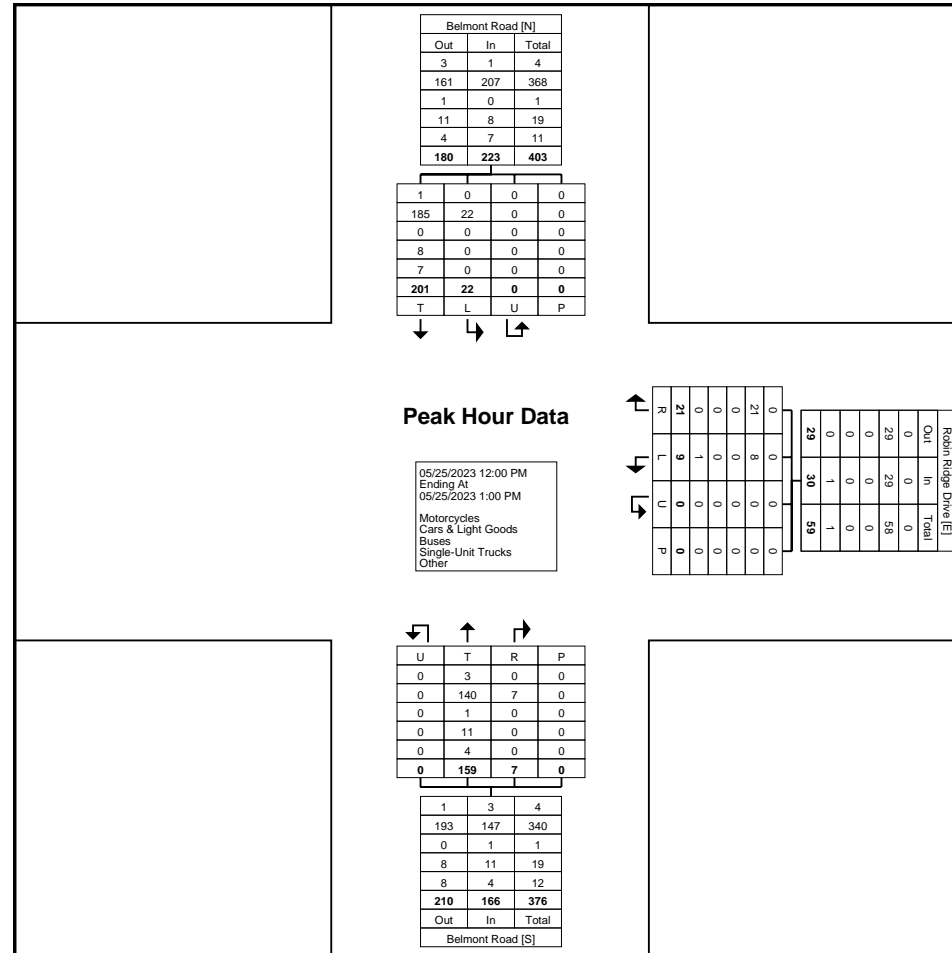 Belmont Road [N]
Out In Total
3 1 4
161 207 368
1 0 1
11 8 19
4 7 11
180 223 403
1 0 0 0
185 22 0 0
0 0 0 0
8 0 0 0
7 0 0 0
201 22 0 0
T L U P
Peak Hour Data
05/25/2023 12:00 PM
Ending At
05/25/2023 1:00 PM
Motorcycles
Cars & Light Goods
Buses
Single-Unit Trucks
Other
Robin Ridge Drive [E]
Out In Total
0 0 0
29 29 58
0 0 0
0 0 0
0 1 1
29 30 59
0 0 0 0
21 8 0 0
0 0 0 0
0 0 0 0
0 1 0 0
21 9 0 0
R L U P
U T R P
0 3 0 0
0 140 7 0
0 1 0 0
0 11 0 0
0 4 0 0
0 159 7 0
1 3 4
193 147 340
0 1 1
8 11 19
8 4 12
210 166 376
Out In Total
Belmont Road [S]